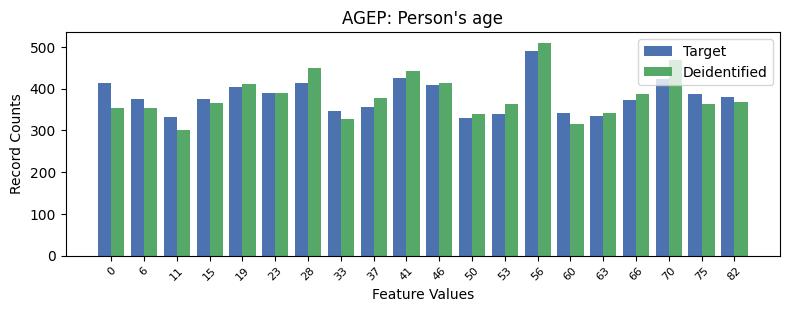 AGEP: Person's age
Target
Deidentified
Record Counts
500
400
300
200
100
0
0 6 11 15 19 23 28 33 37 41 46 50 53 56 60 63 66 70 75 82
Feature Values